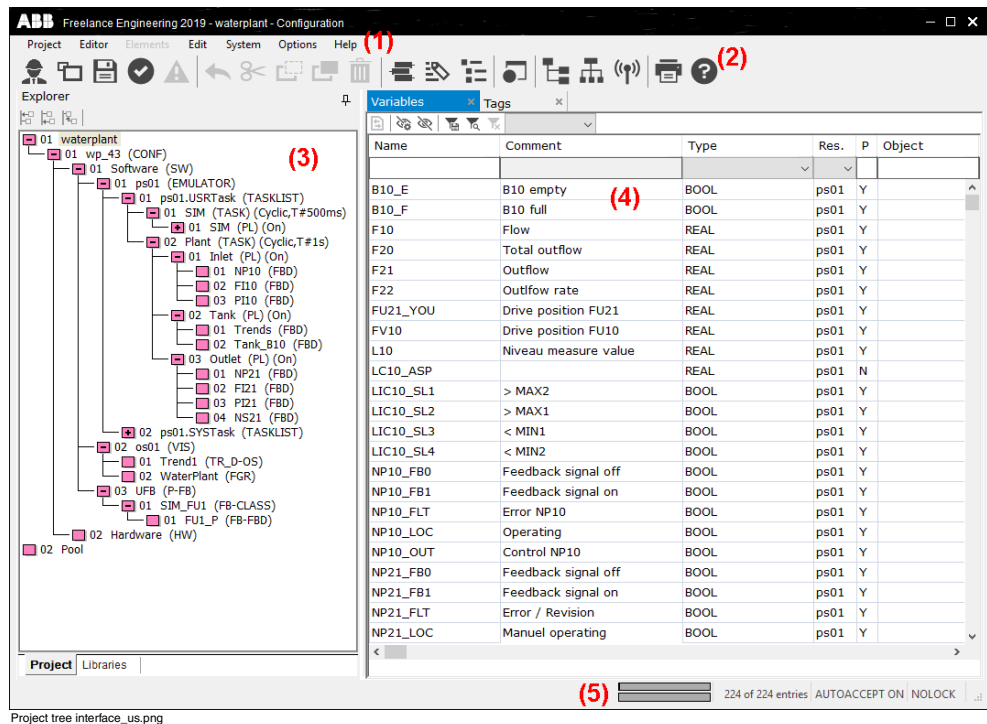 ABB Freelance Engineering 2019 - waterplant - Configuration
Project Editor Elements Edit System Options Help (1)
(2)
Explorer
01 waterplant
01 wp_43 (CONF)
(3)
01 Software (SW)
01 ps01 (EMULATOR)
01 ps01.USRTask (TASKLIST)
01 SIM (TASK) (Cyclic,T#500ms)
01 SIM (PL) (On)
02 Plant (TASK) (Cyclic,T#1s)
01 Inlet (PL) (On)
01 NP10 (FBD)
02 FI10 (FBD)
03 PI10 (FBD)
02 Tank (PL) (On)
01 Trends (FBD)
02 Tank_B10 (FBD)
03 Outlet (PL) (On)
01 NP21 (FBD)
02 FI21 (FBD)
03 PI21 (FBD)
04 NS21 (FBD)
02 ps01.SYSTask (TASKLIST)
02 os01 (VIS)
01 Trend1 (TR_D-OS)
02 WaterPlant (FGR)
03 UFB (P-FB)
01 SIM_FU1 (FB-CLASS)
01 FU1_P (FB-FBD)
02 Hardware (HW)
02 Pool
Project Libraries
Variables × Tags ×
Name Comment Type Res. P Object
(4)
B10_E B10 empty BOOL ps01 Y
B10_F B10 full BOOL ps01 Y
F10 Flow REAL ps01 Y
F20 Total outflow REAL ps01 Y
F21 Outflow REAL ps01 Y
F22 Outlfow rate REAL ps01 Y
FU21_YOU Drive position FU21 REAL ps01 Y
FV10 Drive position FU10 REAL ps01 Y
L10 Niveau measure value REAL ps01 Y
LC10_ASP REAL ps01 N
LIC10_SL1 > MAX2 BOOL ps01 Y
LIC10_SL2 > MAX1 BOOL ps01 Y
LIC10_SL3 < MIN1 BOOL ps01 Y
LIC10_SL4 < MIN2 BOOL ps01 Y
NP10_FB0 Feedback signal off BOOL ps01 Y
NP10_FB1 Feedback signal on BOOL ps01 Y
NP10_FLT Error NP10 BOOL ps01 Y
NP10_LOC Operating BOOL ps01 Y
NP10_OUT Control NP10 BOOL ps01 Y
NP21_FB0 Feedback signal off BOOL ps01 Y
NP21_FB1 Feedback signal on BOOL ps01 Y
NP21_FLT Error / Revision BOOL ps01 Y
NP21_LOC Manuel operating BOOL ps01 Y
(5) 224 of 224 entries AUTOACCEPT ON NOLOCK
Project tree interface_us.png